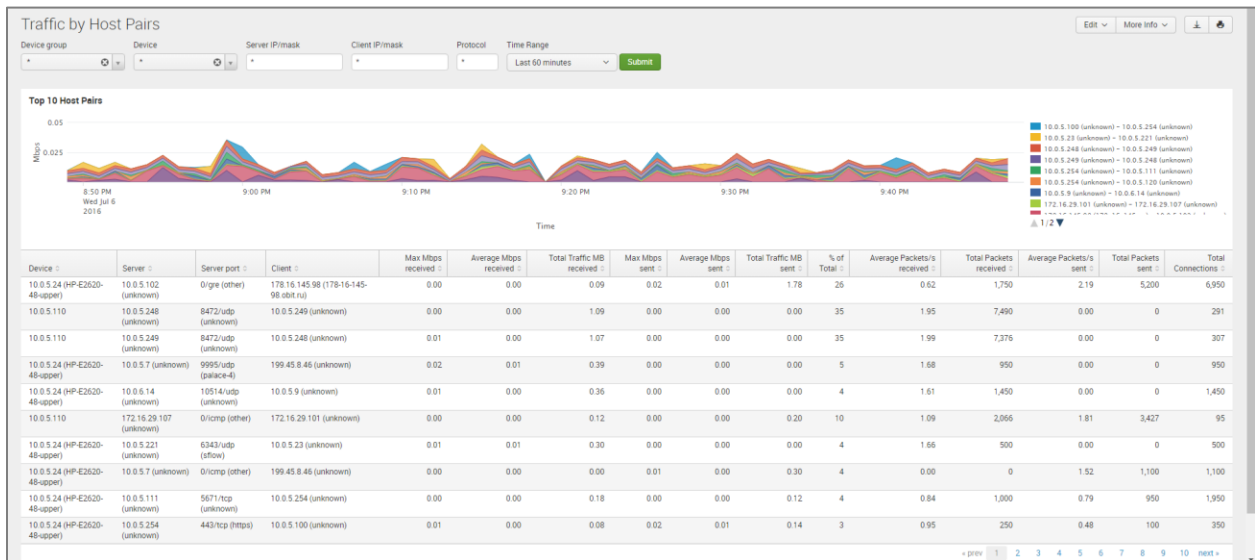 Traffic by Host Pairs
Edit More Info
Device group Device Server IP/mask Client IP/mask Protocol Time Range
* * * * * Last 60 minutes Submit
Top 10 Host Pairs
0.05
0.025
Mbps
8:50 PM 9:00 PM 9:10 PM 9:20 PM 9:30 PM 9:40 PM
Wed Jul 6
2016
Time
10.0.5.100 (unknown) – 10.0.5.254 (unknown)
10.0.5.23 (unknown) – 10.0.5.221 (unknown)
10.0.5.248 (unknown) – 10.0.5.249 (unknown)
10.0.5.249 (unknown) – 10.0.5.248 (unknown)
10.0.5.254 (unknown) – 10.0.5.111 (unknown)
10.0.5.254 (unknown) – 10.0.5.120 (unknown)
10.0.5.9 (unknown) – 10.0.6.14 (unknown)
172.16.29.101 (unknown) – 172.16.29.107 (unknown)
1/2
Max Mbps Average Mbps Total Traffic MB Max Mbps Average Mbps Total Traffic MB % of Average Packets/s Total Packets Average Packets/s Total Packets Total
Device Server Server port Client received received received sent sent sent Total received received sent sent Connections
10.0.5.24 (HP-E2620- 10.0.5.102 0/gre (other) 178.16.145.98 (178-16-145- 0.00 0.00 0.09 0.02 0.01 1.78 26 0.62 1,750 2.19 5,200 6,950
48-upper) (unknown) 98.obit.ru)
10.0.5.110 10.0.5.248 8472/udp 10.0.5.249 (unknown) 0.00 0.00 1.09 0.00 0.00 0.00 35 1.95 7,490 0.00 0 291
(unknown) (unknown)
10.0.5.110 10.0.5.249 8472/udp 10.0.5.248 (unknown) 0.01 0.00 1.07 0.00 0.00 0.00 35 1.99 7,376 0.00 0 307
(unknown) (unknown)
10.0.5.24 (HP-E2620- 10.0.5.7 (unknown) 9995/udp 199.45.8.46 (unknown) 0.02 0.01 0.39 0.00 0.00 0.00 5 1.68 950 0.00 0 950
48-upper) (palace-4)
10.0.5.24 (HP-E2620- 10.0.6.14 10514/udp 10.0.5.9 (unknown) 0.01 0.00 0.36 0.00 0.00 0.00 4 1.61 1,450 0.00 0 1,450
48-upper) (unknown) (unknown)
10.0.5.110 172.16.29.107 0/icmp (other) 172.16.29.101 (unknown) 0.00 0.00 0.12 0.00 0.00 0.20 10 1.09 2,066 1.81 3,427 95
(unknown)
10.0.5.24 (HP-E2620- 10.0.5.221 6343/udp 10.0.5.23 (unknown) 0.01 0.01 0.30 0.00 0.00 0.00 4 1.66 500 0.00 0 500
48-upper) (unknown) (sflow)
10.0.5.24 (HP-E2620- 10.0.5.7 (unknown) 0/icmp (other) 199.45.8.46 (unknown) 0.00 0.00 0.00 0.01 0.00 0.30 4 0.00 0 1.52 1,100 1,100
48-upper)
10.0.5.24 (HP-E2620- 10.0.5.111 5671/tcp 10.0.5.254 (unknown) 0.00 0.00 0.18 0.00 0.00 0.12 4 0.84 1,000 0.79 950 1,950
48-upper) (unknown) (unknown)
10.0.5.24 (HP-E2620- 10.0.5.254 443/tcp (https) 10.0.5.100 (unknown) 0.01 0.00 0.08 0.02 0.01 0.14 3 0.95 250 0.48 100 350
48-upper) (unknown)
« prev 1 2 3 4 5 6 7 8 9 10 next »